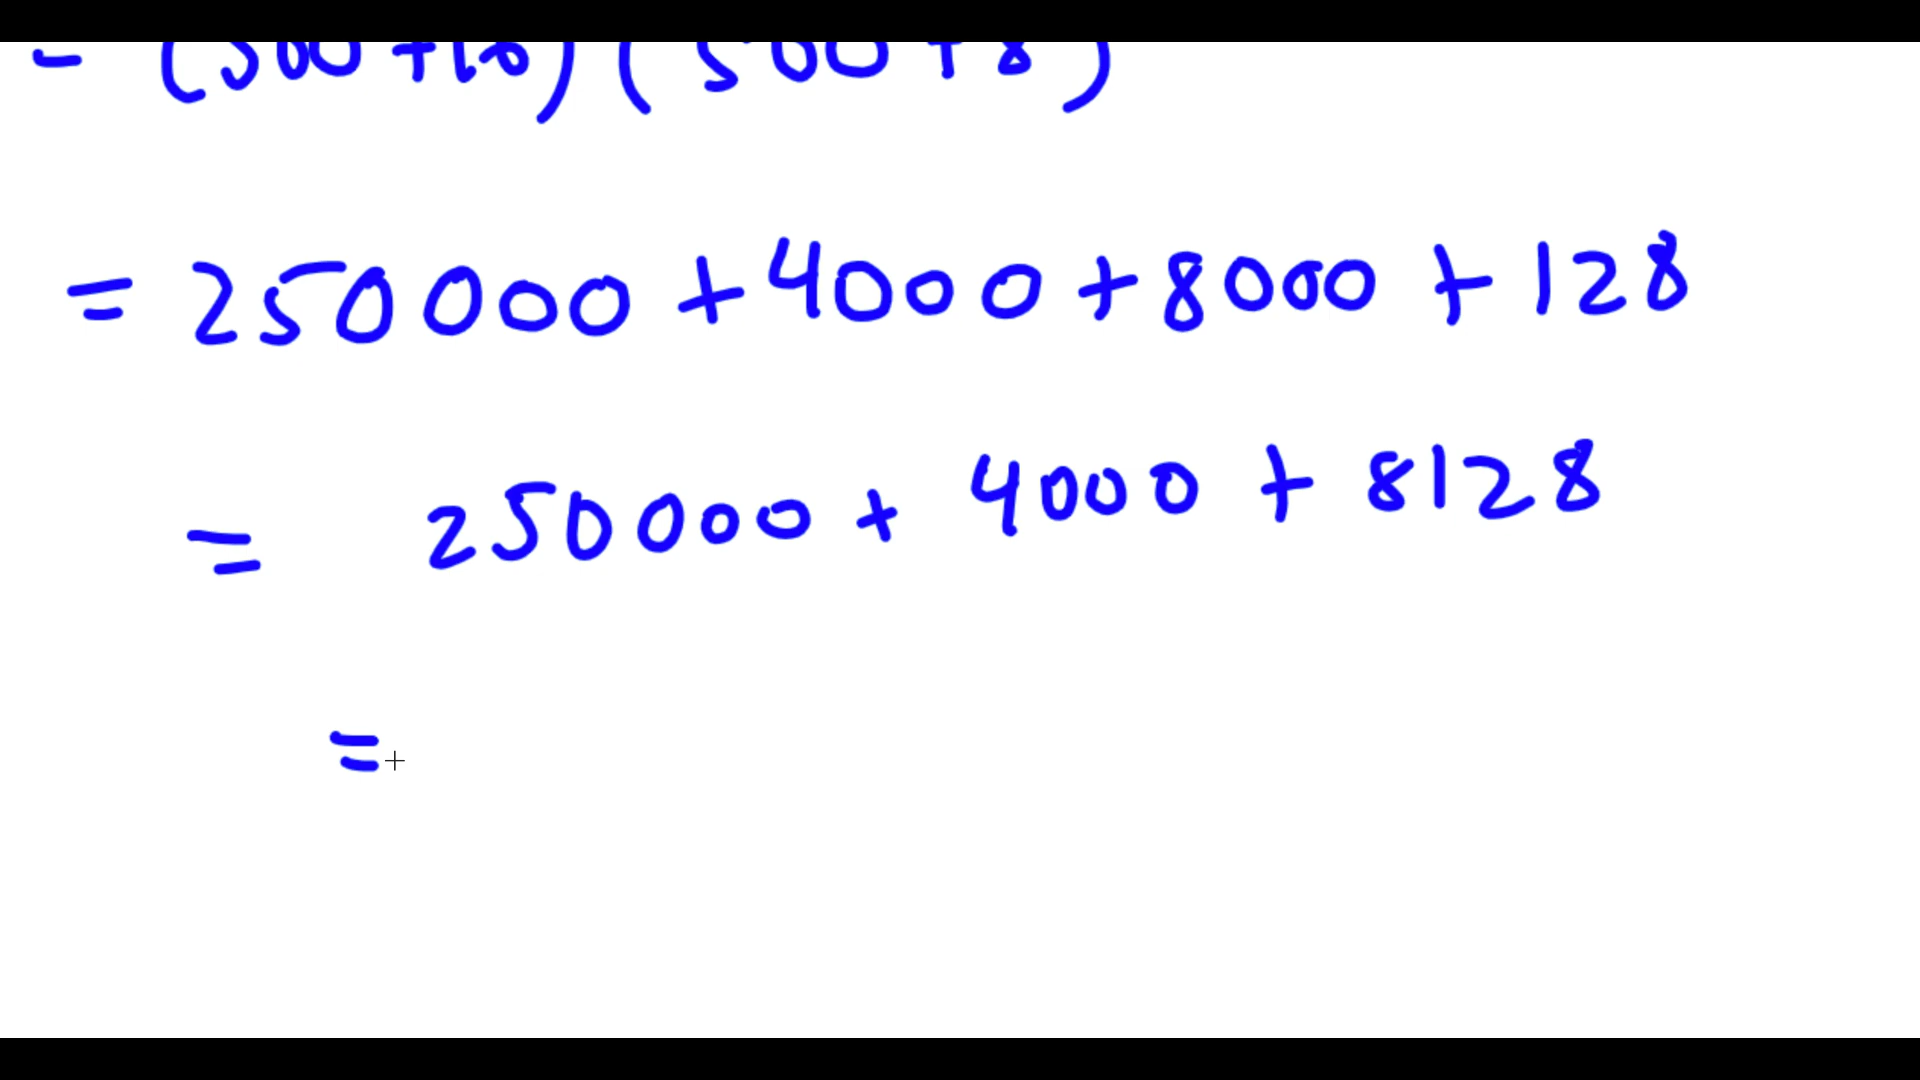 = (500+16)(500+8)
= 250000 + 4000 + 8000 + 128
= 250000 + 4000 + 8128
=